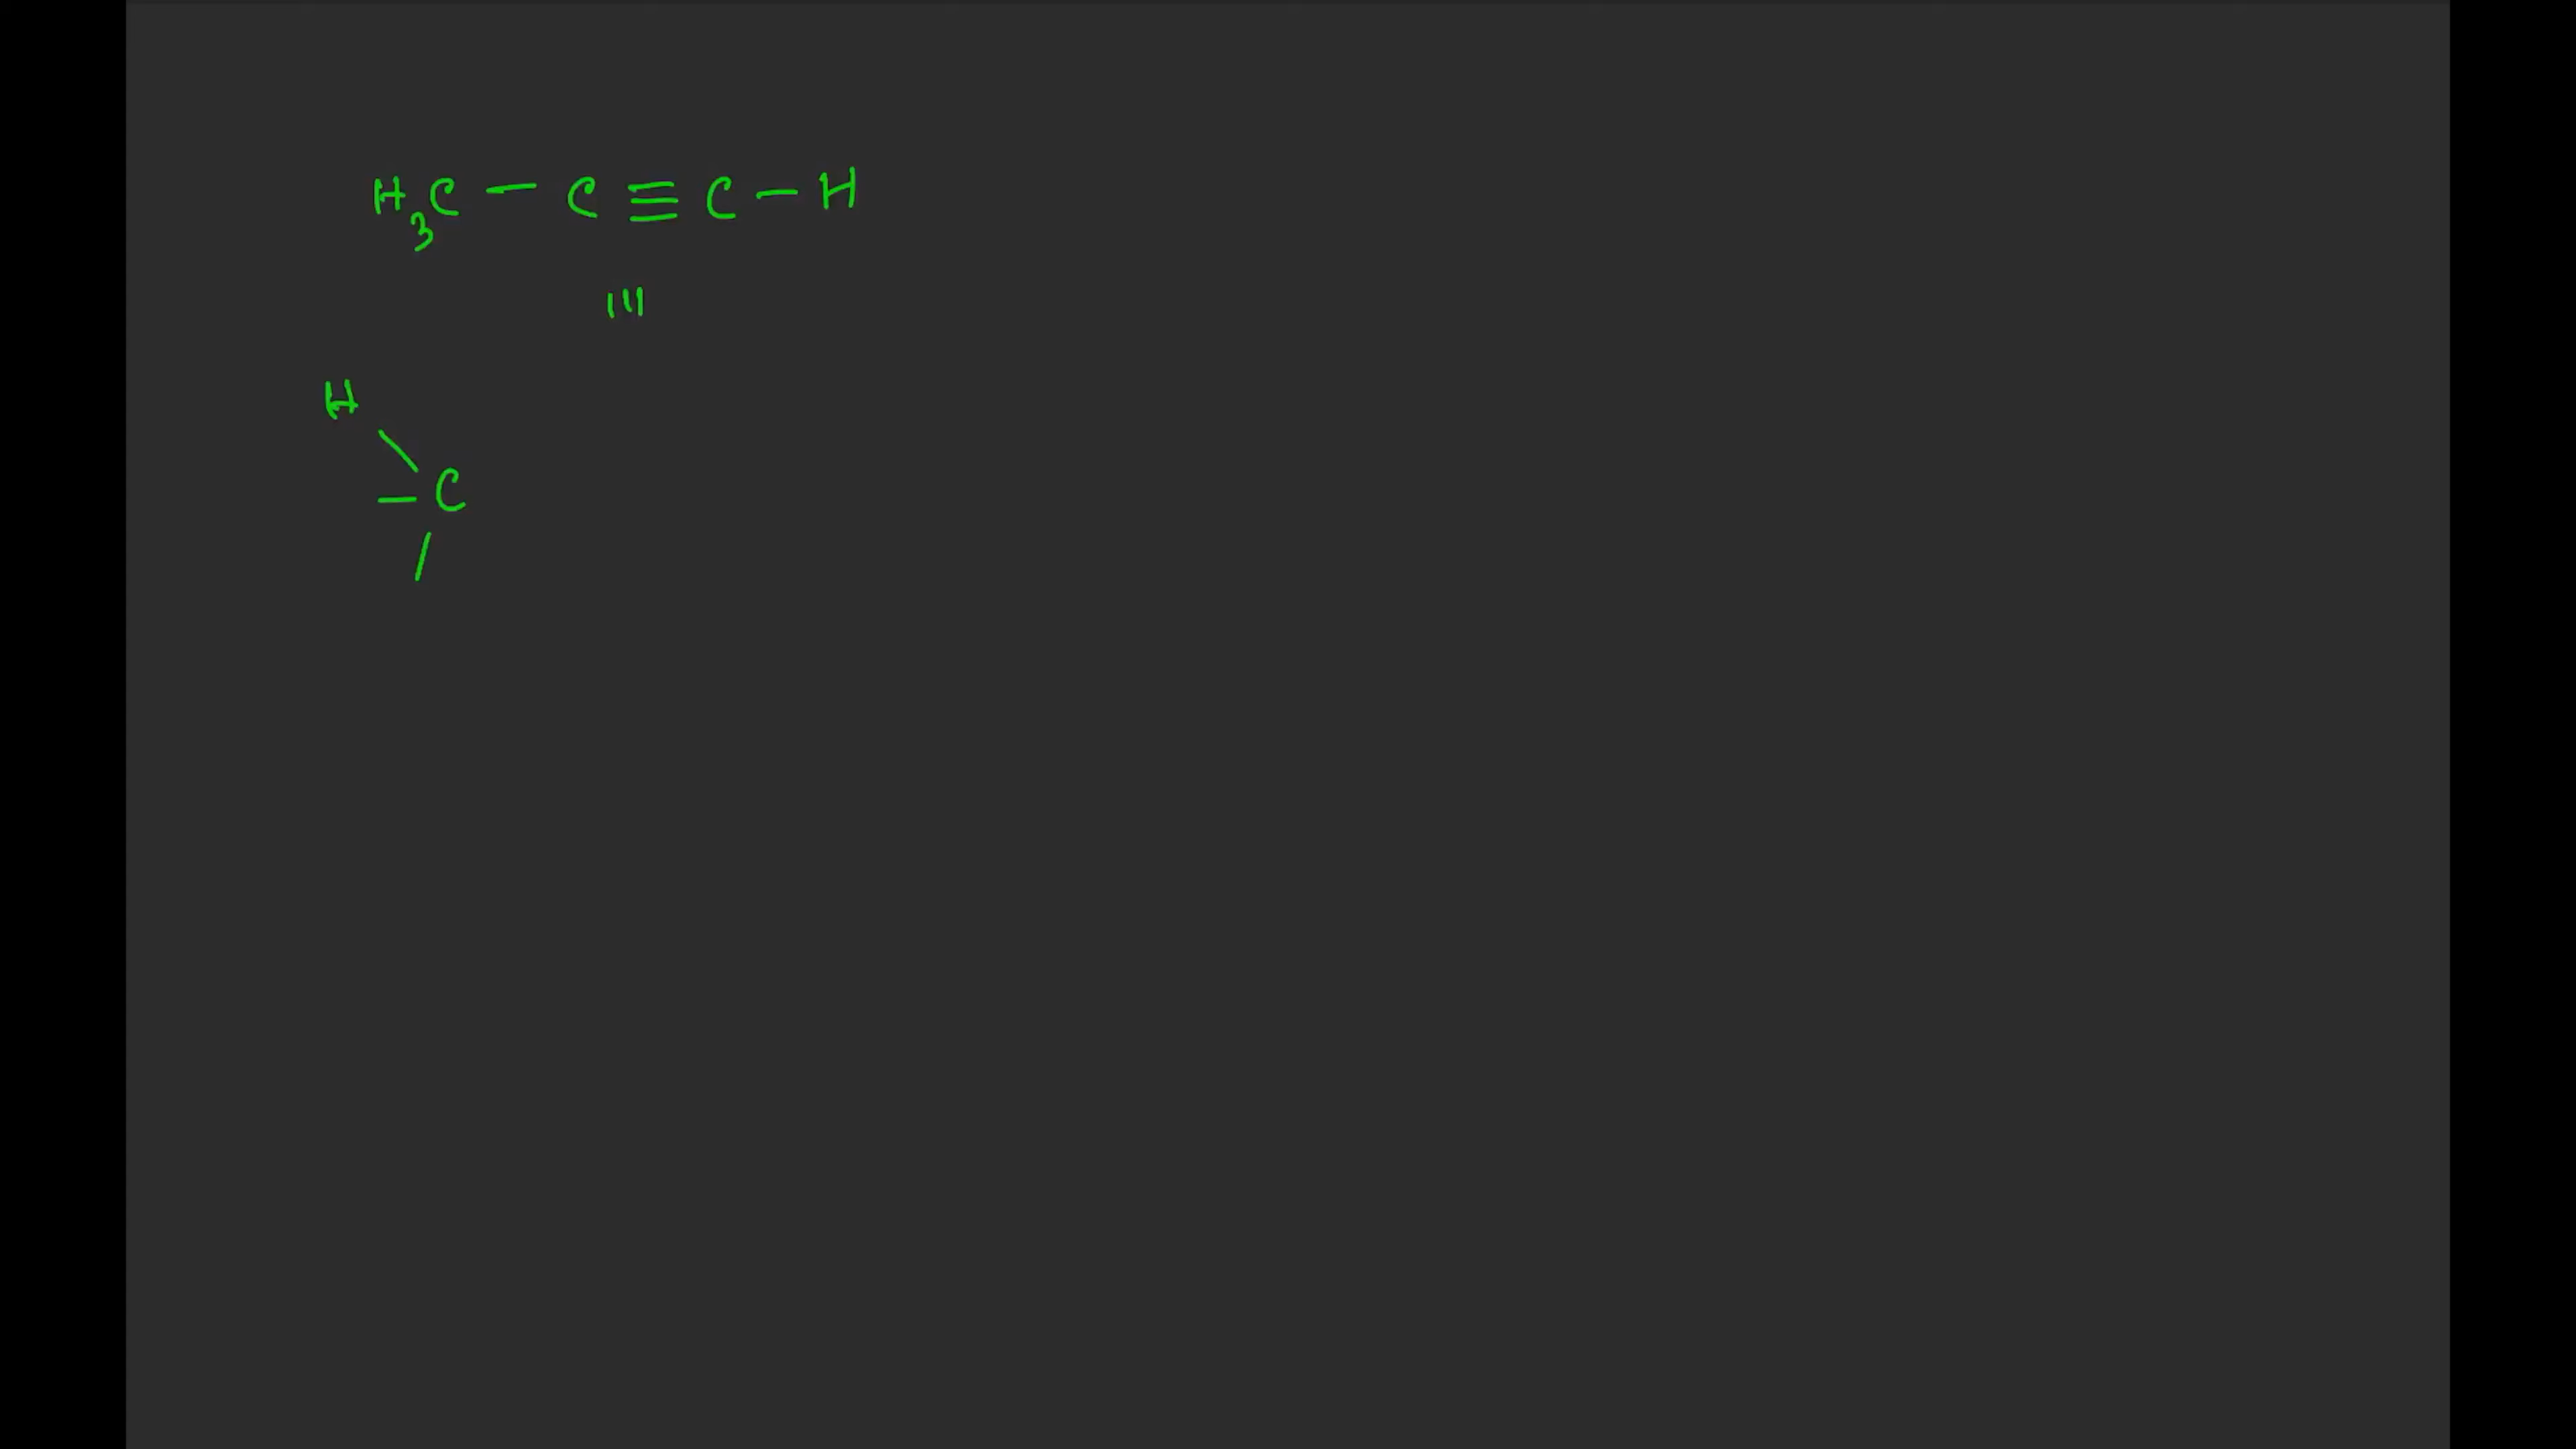 H3C — C ≡ C — H
|||
H
\
— C
/